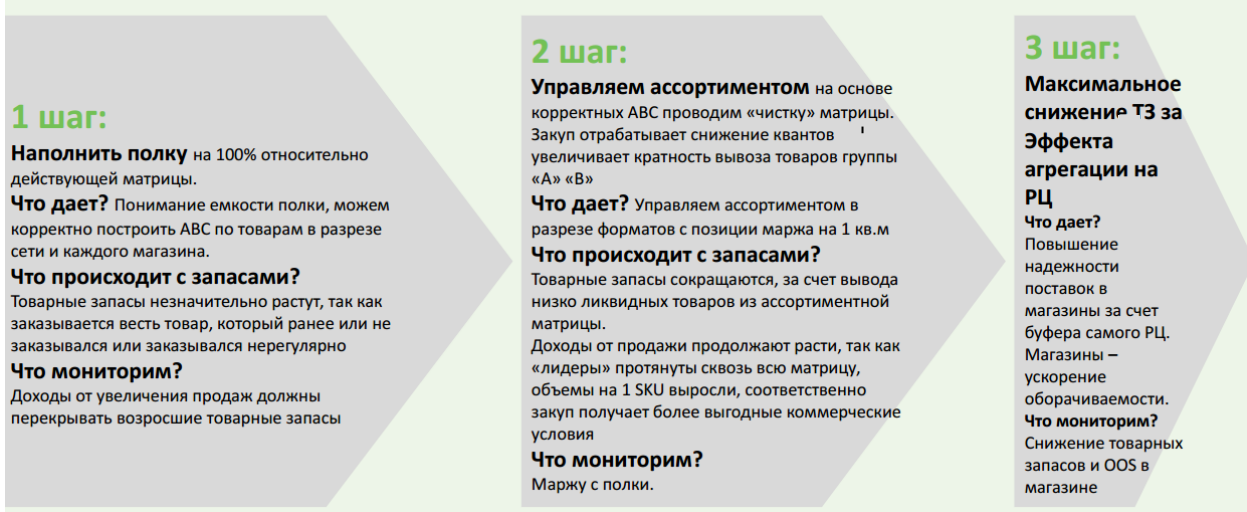 1 шаг:
Наполнить полку на 100% относительно
действующей матрицы.
Что дает? Понимание емкости полки, можем
корректно построить АВС по товарам в разрезе
сети и каждого магазина.
Что происходит с запасами?
Товарные запасы незначительно растут, так как
заказывается весть товар, который ранее или не
заказывался или заказывался нерегулярно
Что мониторим?
Доходы от увеличения продаж должны
перекрывать возросшие товарные запасы
2 шаг:
Управляем ассортиментом на основе
корректных АВС проводим «чистку» матрицы.
Закуп отрабатывает снижение квантов
увеличивает кратность вывоза товаров группы
«А» «В»
Что дает? Управляем ассортиментом в
разрезе форматов с позиции маржа на 1 кв.м
Что происходит с запасами?
Товарные запасы сокращаются, за счет вывода
низко ликвидных товаров из ассортиментной
матрицы.
Доходы от продажи продолжают расти, так как
«лидеры» протянуты сквозь всю матрицу,
объемы на 1 SKU выросли, соответственно
закуп получает более выгодные коммерческие
условия
Что мониторим?
Маржу с полки.
3 шаг:
Максимальное
снижение ТЗ за
Эффекта
агрегации на
РЦ
Что дает?
Повышение
надежности
поставок в
магазины за счет
буфера самого РЦ.
Магазины –
ускорение
оборачиваемости.
Что мониторим?
Снижение товарных
запасов и OOS в
магазине